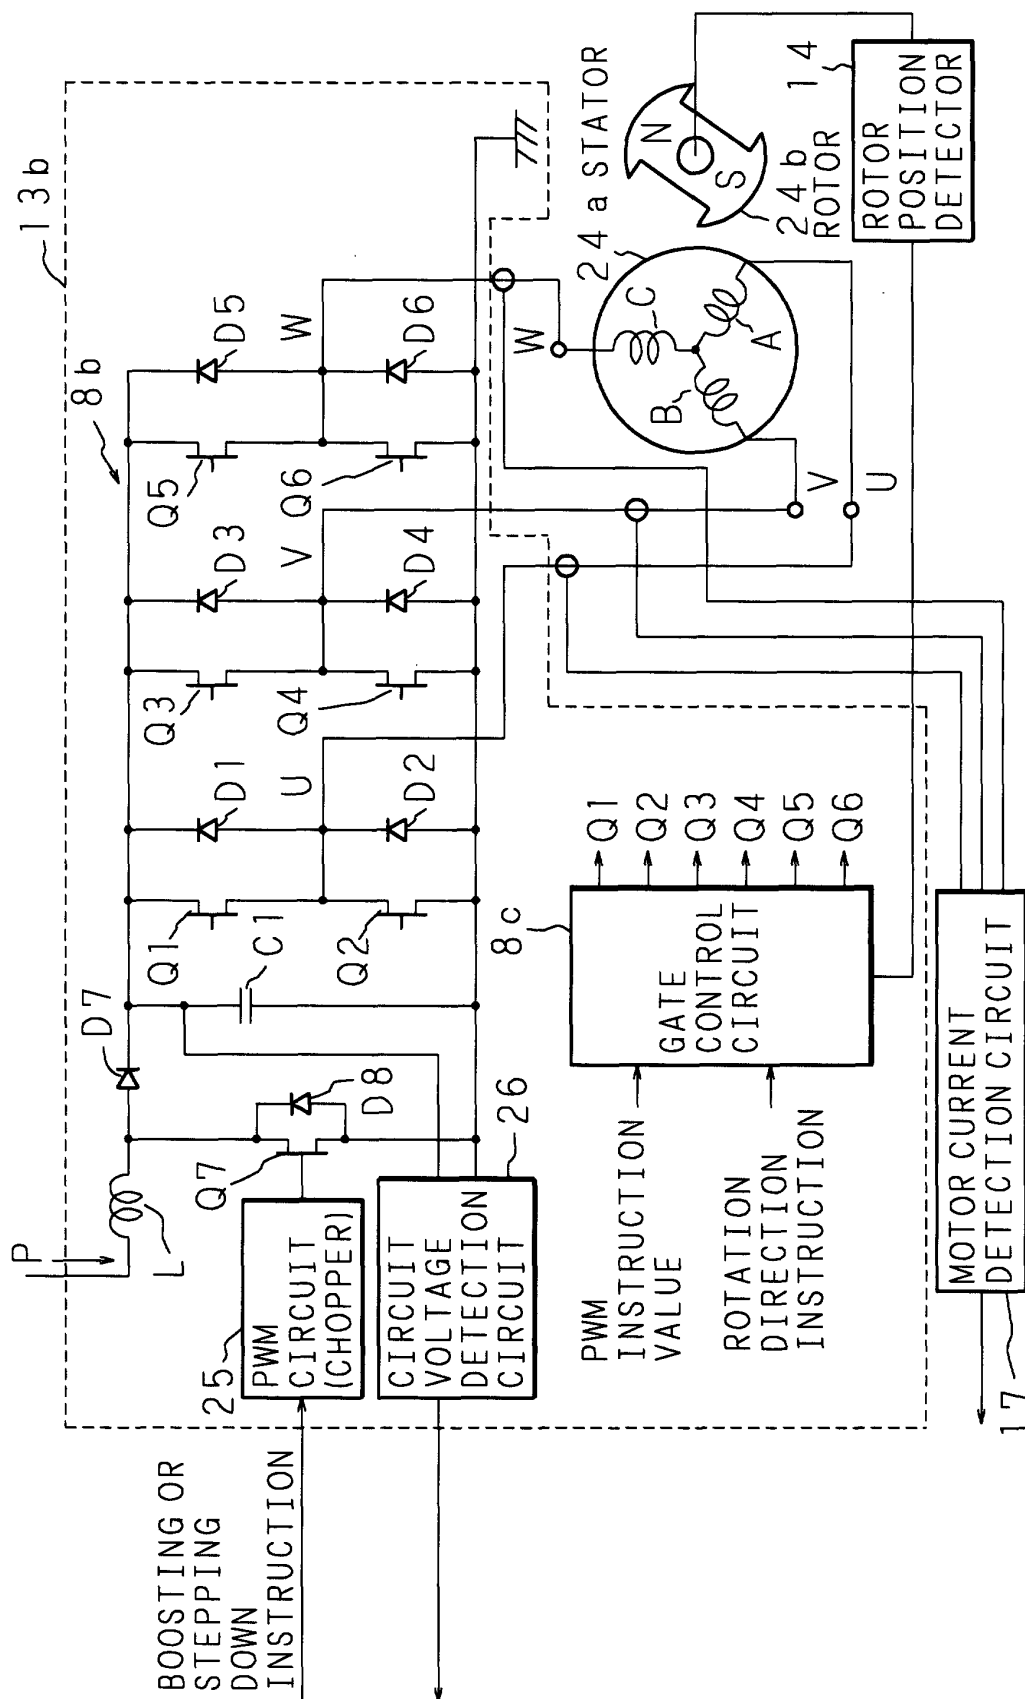 13b
8b
P
L
D7
C1
Q1
Q2
D1
D2
U
Q3
Q4
D3
D4
V
Q5
Q6
D5
D6
W
Q7
D8
25
PWM
CIRCUIT
(CHOPPER)
BOOSTING OR
STEPPING
DOWN
INSTRUCTION
CIRCUIT
VOLTAGE
DETECTION
CIRCUIT
26
8c
GATE
CONTROL
CIRCUIT
Q1
Q2
Q3
Q4
Q5
Q6
PWM
INSTRUCTION
VALUE
ROTATION
DIRECTION
INSTRUCTION
W
V
U
A
B
C
24a STATOR
N
S
24b
ROTOR
14
ROTOR
POSITION
DETECTOR
MOTOR CURRENT
DETECTION CIRCUIT
17